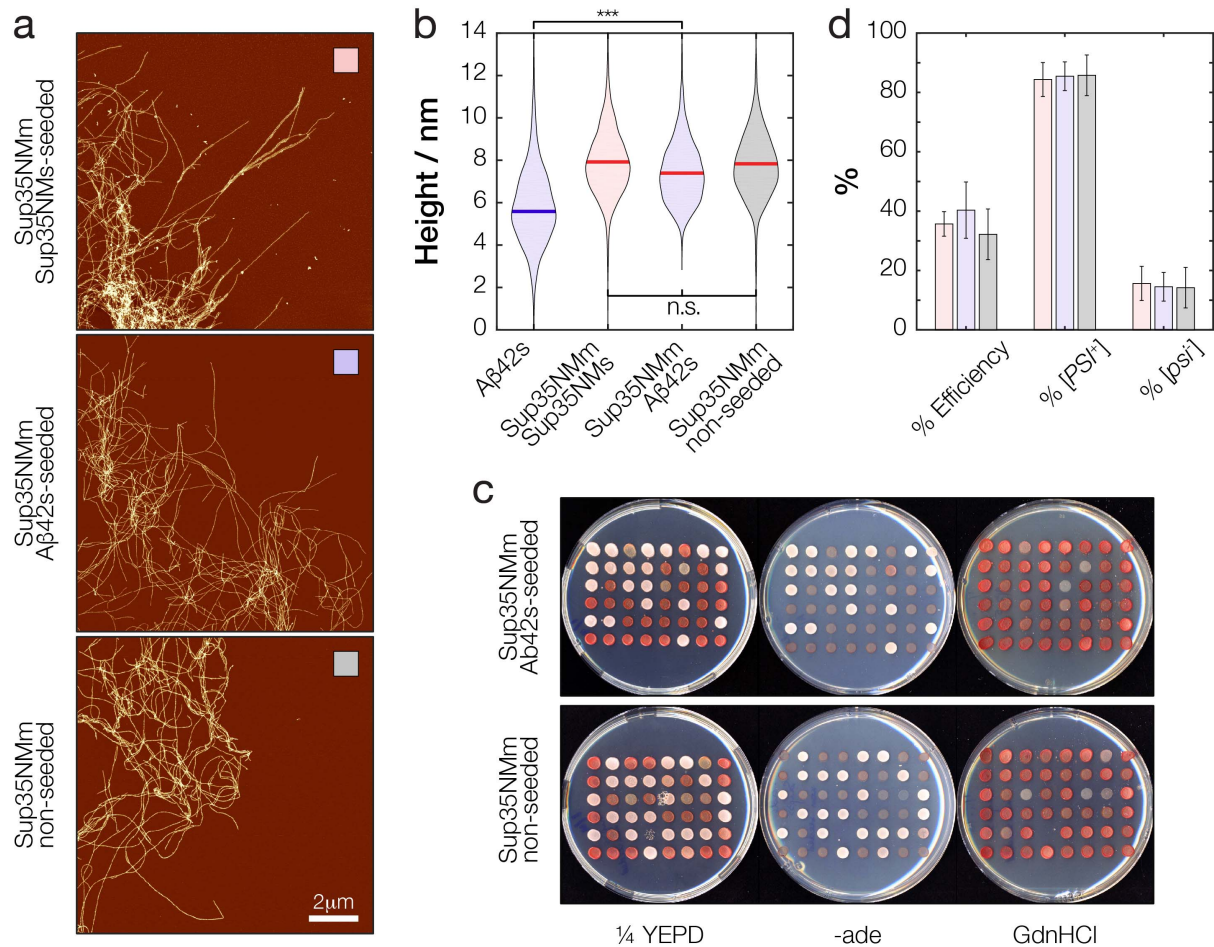 a
Sup35NMm
Sup35NMs-seeded
Sup35NMm
Aβ42s-seeded
Sup35NMm
non-seeded
2μm
b
Height / nm
14
12
10
8
6
4
2
0
***
n.s.
Aβ42s
Sup35NMm
Sup35NMs
Sup35NMm
Aβ42s
Sup35NMm
non-seeded
d
%
100
80
60
40
20
0
% Efficiency
% [PSI⁺]
% [psi⁻]
c
Sup35NMm
Ab42s-seeded
Sup35NMm
non-seeded
¼ YEPD
-ade
GdnHCl